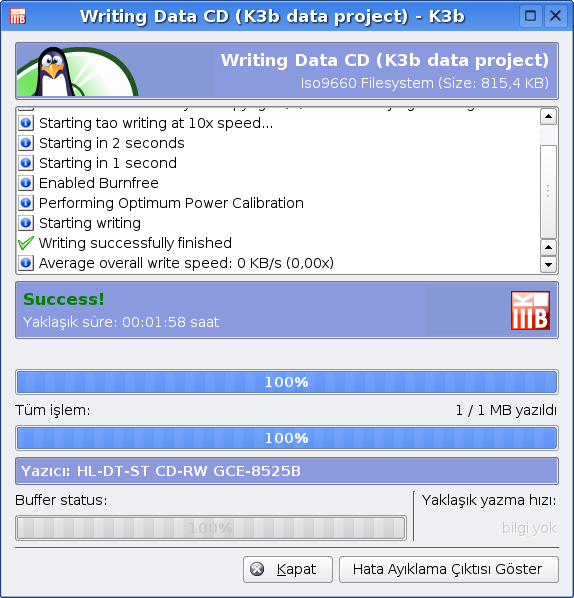 Writing Data CD (K3b data project) - K3b
Writing Data CD (K3b data project)
Iso9660 Filesystem (Size: 815,4 KB)
Starting tao writing at 10x speed...
Starting in 2 seconds
Starting in 1 second
Enabled Burnfree
Performing Optimum Power Calibration
Starting writing
Writing successfully finished
Average overall write speed: 0 KB/s (0,00x)
Success!
Yaklaşık süre: 00:01:58 saat
100%
Tüm işlem: 1 / 1 MB yazıldı
100%
Yazıcı: HL-DT-ST CD-RW GCE-8525B
Buffer status: Yaklaşık yazma hızı:
100% bilgi yok
Kapat Hata Ayıklama Çıktısı Göster